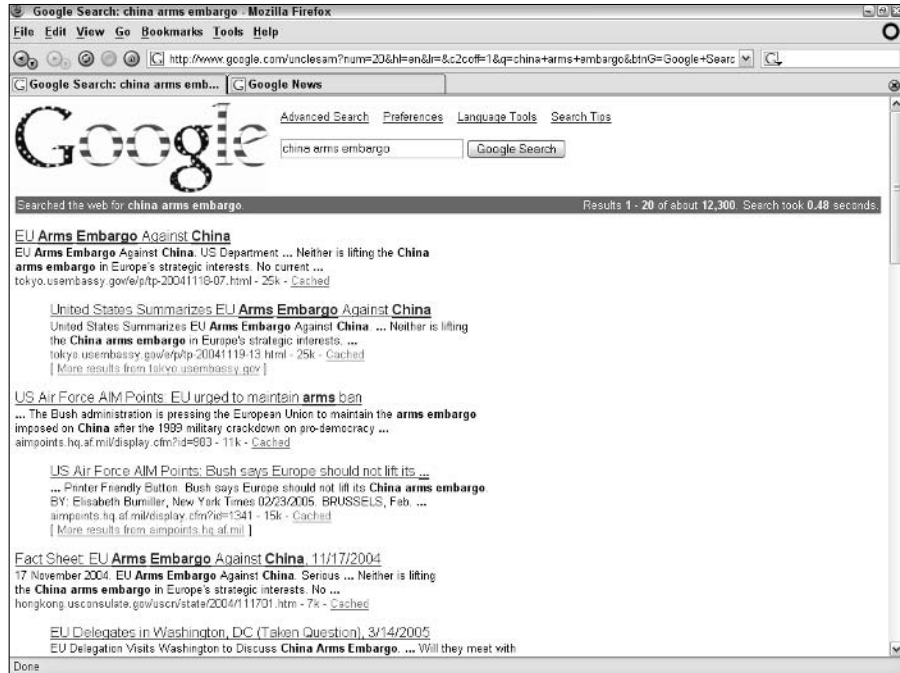 Google Search: china arms embargo - Mozilla Firefox
File Edit View Go Bookmarks Tools Help
http://www.google.com/unclesam?num=20&hl=en&lr=&c2coff=1&q=china+arms+embargo&btnG=Google+Searc
Google Search: china arms emb... Google News
Google
Advanced Search Preferences Language Tools Search Tips
china arms embargo Google Search
Searched the web for china arms embargo. Results 1 - 20 of about 12,300. Search took 0.48 seconds.
EU Arms Embargo Against China
EU Arms Embargo Against China. US Department ... Neither is lifting the China
arms embargo in Europe's strategic interests. No current ...
tokyo.usembassy.gov/e/p/tp-20041118-07.html - 25k - Cached
United States Summarizes EU Arms Embargo Against China
United States Summarizes EU Arms Embargo Against China. ... Neither is lifting
the China arms embargo in Europe's strategic interests. ...
tokyo.usembassy.gov/e/p/tp-20041119-13.html - 25k - Cached
[ More results from tokyo.usembassy.gov ]
US Air Force AIM Points: EU urged to maintain arms ban
... The Bush administration is pressing the European Union to maintain the arms embargo
imposed on China after the 1989 military crackdown on pro-democracy ...
aimpoints.hq.af.mil/display.cfm?id=983 - 11k - Cached
US Air Force AIM Points: Bush says Europe should not lift its ...
... Printer Friendly Button. Bush says Europe should not lift its China arms embargo.
BY: Elisabeth Bumiller, New York Times 02/23/2005. BRUSSELS, Feb. ...
aimpoints.hq.af.mil/display.cfm?id=1341 - 15k - Cached
[ More results from aimpoints.hq.af.mil ]
Fact Sheet: EU Arms Embargo Against China, 11/17/2004
17 November 2004. EU Arms Embargo Against China. Serious ... Neither is lifting
the China arms embargo in Europe's strategic interests. No ...
hongkong.usconsulate.gov/uscn/state/2004/111701.htm - 7k - Cached
EU Delegates in Washington, DC (Taken Question), 3/14/2005
EU Delegation Visits Washington to Discuss China Arms Embargo. ... Will they meet with
Done